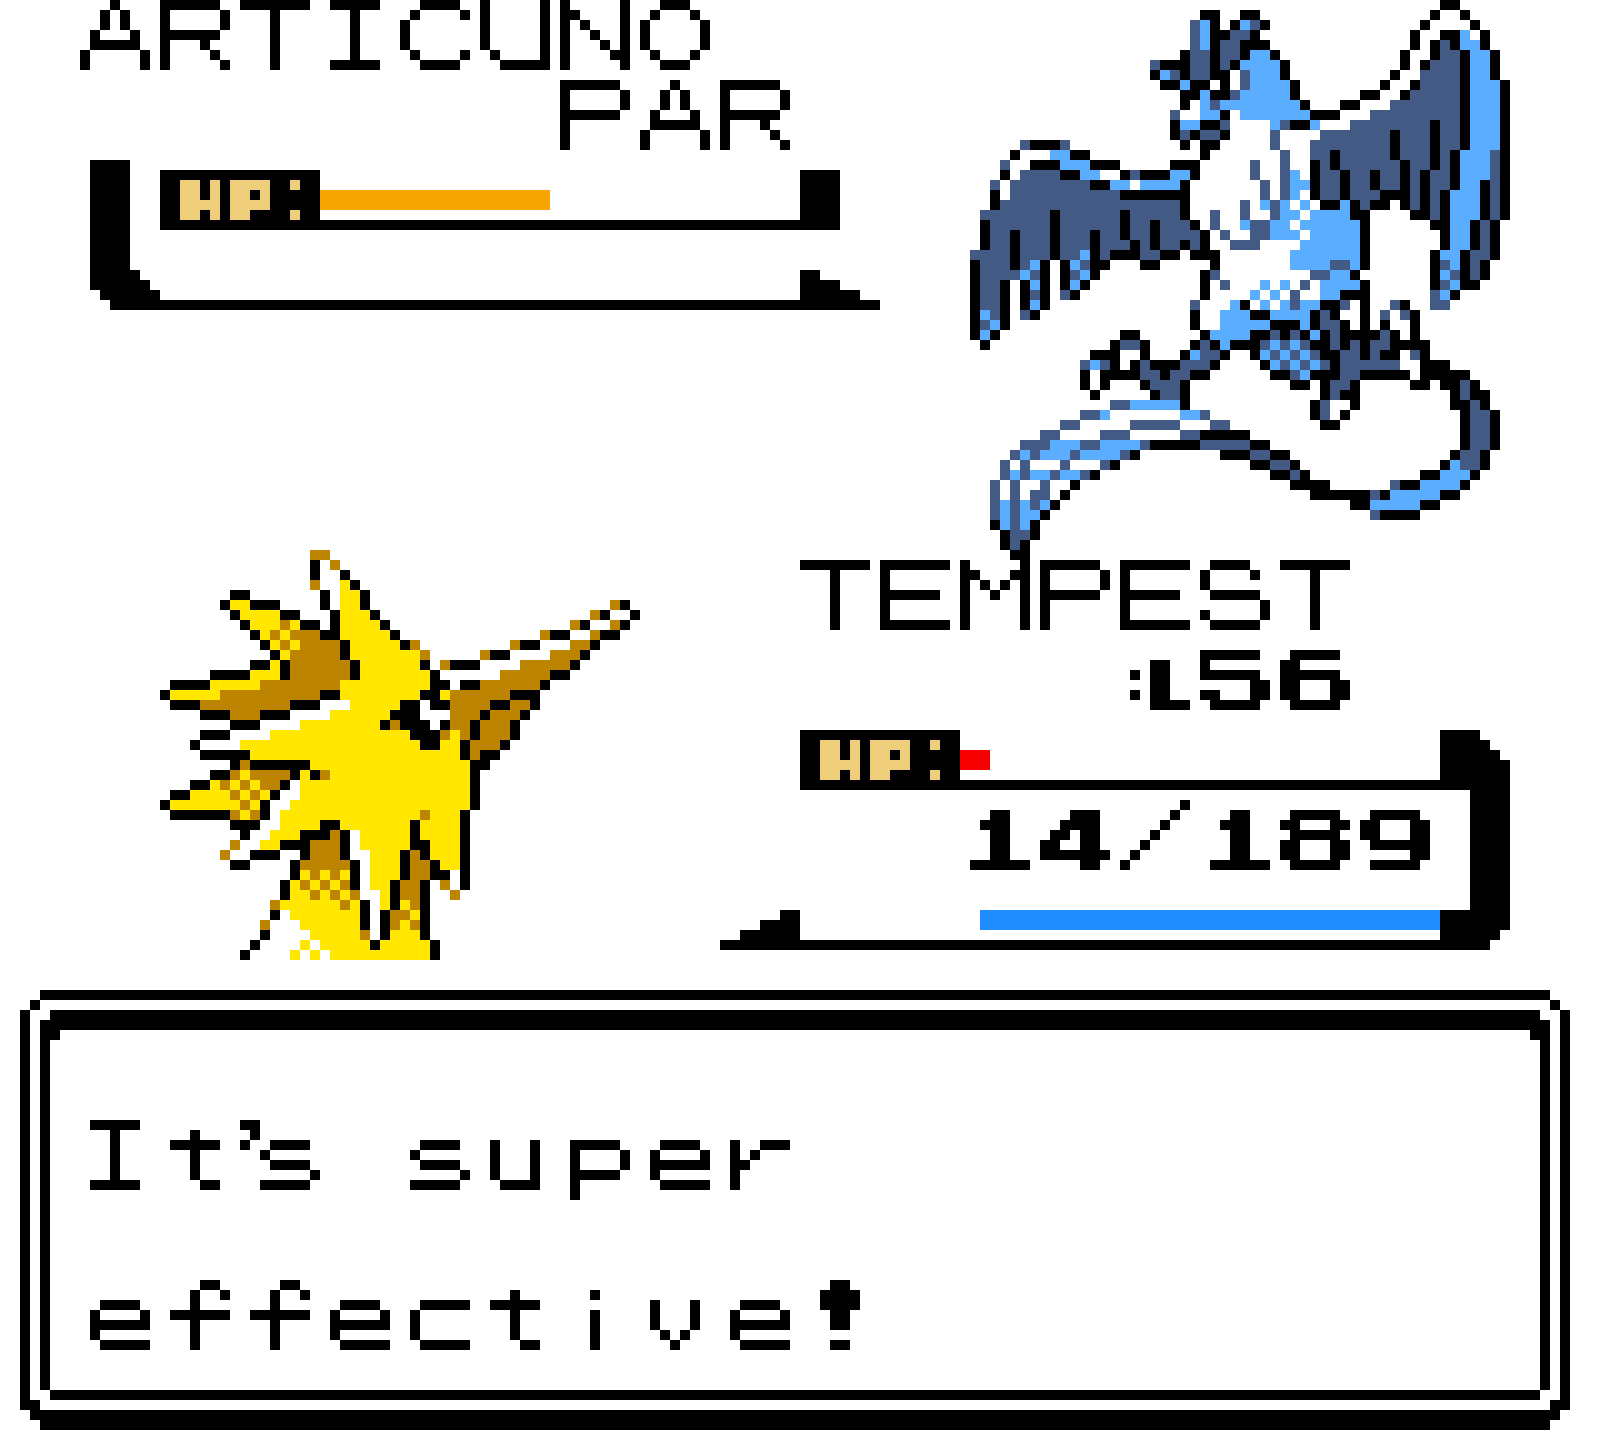 ARTICUNO
PAR
HP:
TEMPEST
:L56
HP:
14/189
It's super
effective!